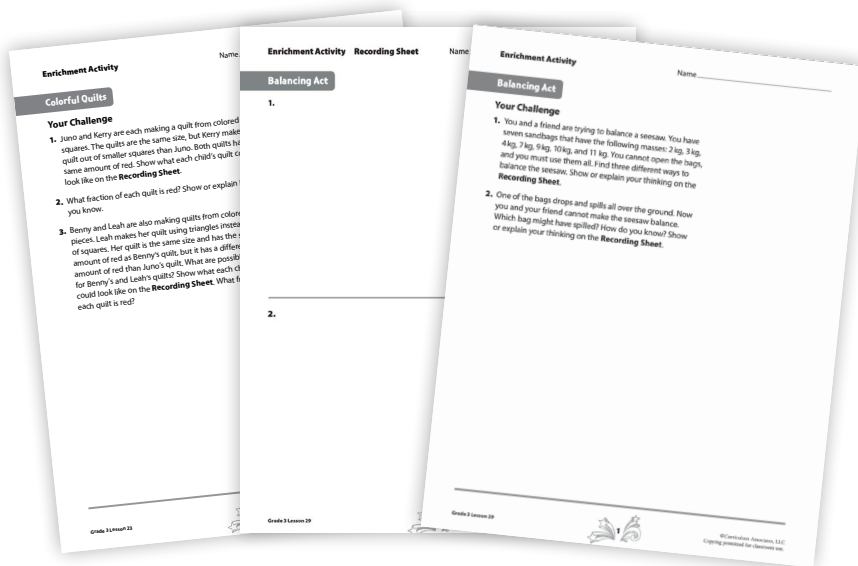 Enrichment Activity
Name
Colorful Quilts
Your Challenge
1. Juno and Kerry are each making a quilt from colored
squares. The quilts are the same size, but Kerry make
quilt out of smaller squares than Juno. Both quilts ha
same amount of red. Show what each child's quilt c
look like on the Recording Sheet.
2. What fraction of each quilt is red? Show or explain
you know.
3. Benny and Leah are also making quilts from colore
pieces. Leah makes her quilt using triangles instea
of squares. Her quilt is the same size and has the
amount of red as Benny's quilt, but it has a differe
amount of red than Juno's quilt. What are possib
for Benny's and Leah's quilts? Show what each ch
could look like on the Recording Sheet. What f
each quilt is red?
Grade 3 Lesson 23
Enrichment Activity Recording Sheet
Name
Balancing Act
1.
2.
Grade 3 Lesson 29
Enrichment Activity
Name
Balancing Act
Your Challenge
1. You and a friend are trying to balance a seesaw. You have
seven sandbags that have the following masses: 2 kg, 3 kg,
4 kg, 7 kg, 9 kg, 10 kg, and 11 kg. You cannot open the bags,
and you must use them all. Find three different ways to
balance the seesaw. Show or explain your thinking on the
Recording Sheet.
2. One of the bags drops and spills all over the ground. Now
you and your friend cannot make the seesaw balance.
Which bag might have spilled? How do you know? Show
or explain your thinking on the Recording Sheet.
Grade 3 Lesson 29
1
©Curriculum Associates, LLC
Copying permitted for classroom use.